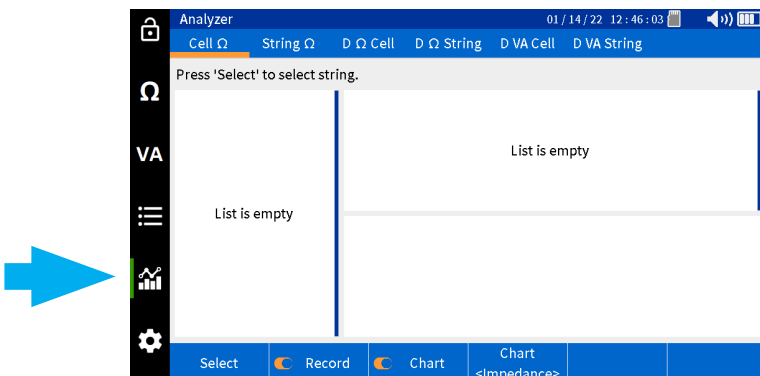 Analyzer 01/14/22 12:46:03
Cell Ω String Ω D Ω Cell D Ω String D VA Cell D VA String
Press 'Select' to select string.
Ω
VA
List is empty
List is empty
Select Record Chart Chart
<Impedance>